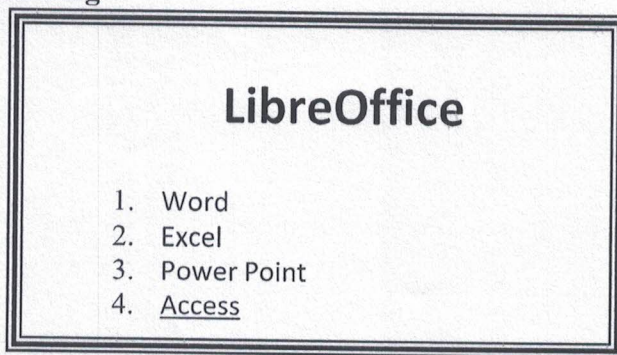 LibreOffice
1. Word
2. Excel
3. Power Point
4. Access